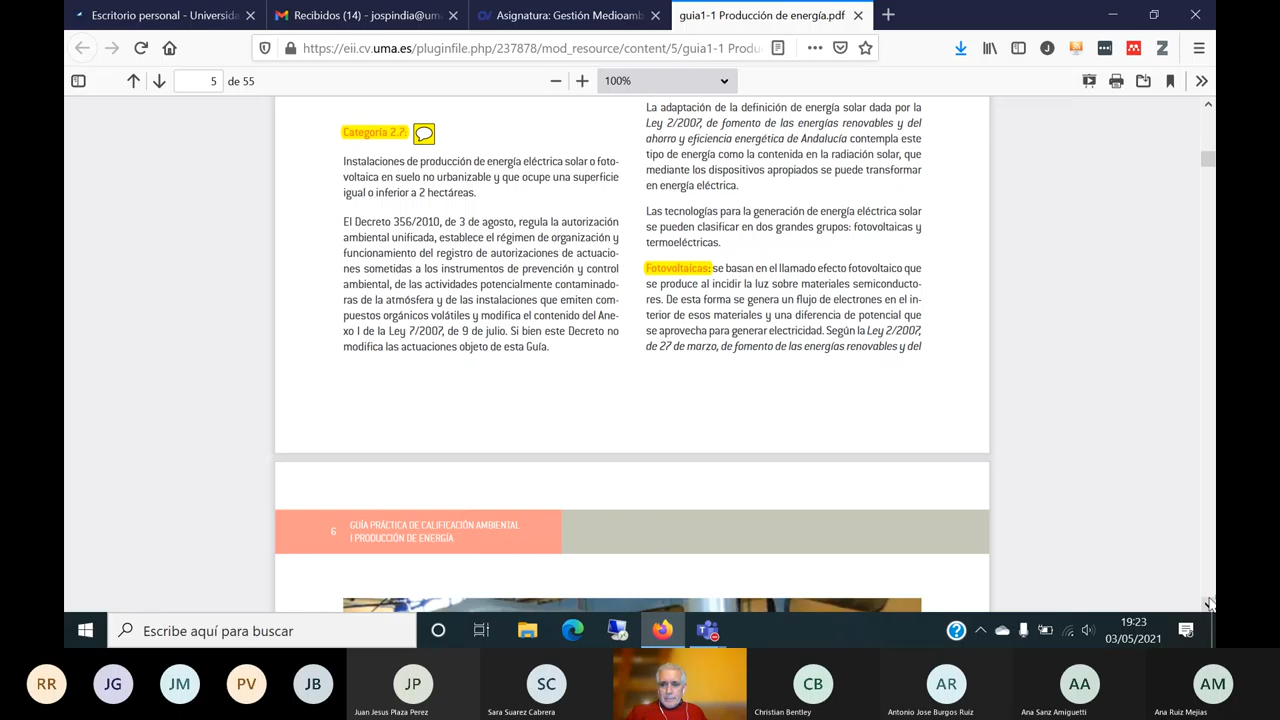 Escritorio personal - Universida
Recibidos (14) - jospindia@uma
Asignatura: Gestión Medioamb
guia1-1 Producción de energía.pdf
https://eii.cv.uma.es/pluginfile.php/237878/mod_resource/content/5/guia1-1 Produ
5 de 55
100%
Categoría 2.7:
Instalaciones de producción de energía eléctrica solar o foto-
voltaica en suelo no urbanizable y que ocupe una superficie
igual o inferior a 2 hectáreas.
El Decreto 356/2010, de 3 de agosto, regula la autorización
ambiental unificada, establece el régimen de organización y
funcionamiento del registro de autorizaciones de actuacio-
nes sometidas a los instrumentos de prevención y control
ambiental, de las actividades potencialmente contaminado-
ras de la atmósfera y de las instalaciones que emiten com-
puestos orgánicos volátiles y modifica el contenido del Ane-
xo I de la Ley 7/2007, de 9 de julio. Si bien este Decreto no
modifica las actuaciones objeto de esta Guía.
La adaptación de la definición de energía solar dada por la
Ley 2/2007, de fomento de las energías renovables y del
ahorro y eficiencia energética de Andalucía contempla este
tipo de energía como la contenida en la radiación solar, que
mediante los dispositivos apropiados se puede transformar
en energía eléctrica.
Las tecnologías para la generación de energía eléctrica solar
se pueden clasificar en dos grandes grupos: fotovoltaicas y
termoeléctricas.
Fotovoltaicas: se basan en el llamado efecto fotovoltaico que
se produce al incidir la luz sobre materiales semiconducto-
res. De esta forma se genera un flujo de electrones en el in-
terior de esos materiales y una diferencia de potencial que
se aprovecha para generar electricidad. Según la Ley 2/2007,
de 27 de marzo, de fomento de las energías renovables y del
6
GUÍA PRÁCTICA DE CALIFICACIÓN AMBIENTAL
I PRODUCCIÓN DE ENERGÍA
Escribe aquí para buscar
19:23
03/05/2021
RR
JG
JM
PV
JB
JP
Juan Jesus Plaza Perez
SC
Sara Suarez Cabrera
CB
Christian Bentley
AR
Antonio Jose Burgos Ruiz
AA
Ana Sanz Amiguetti
AM
Ana Ruiz Mejias